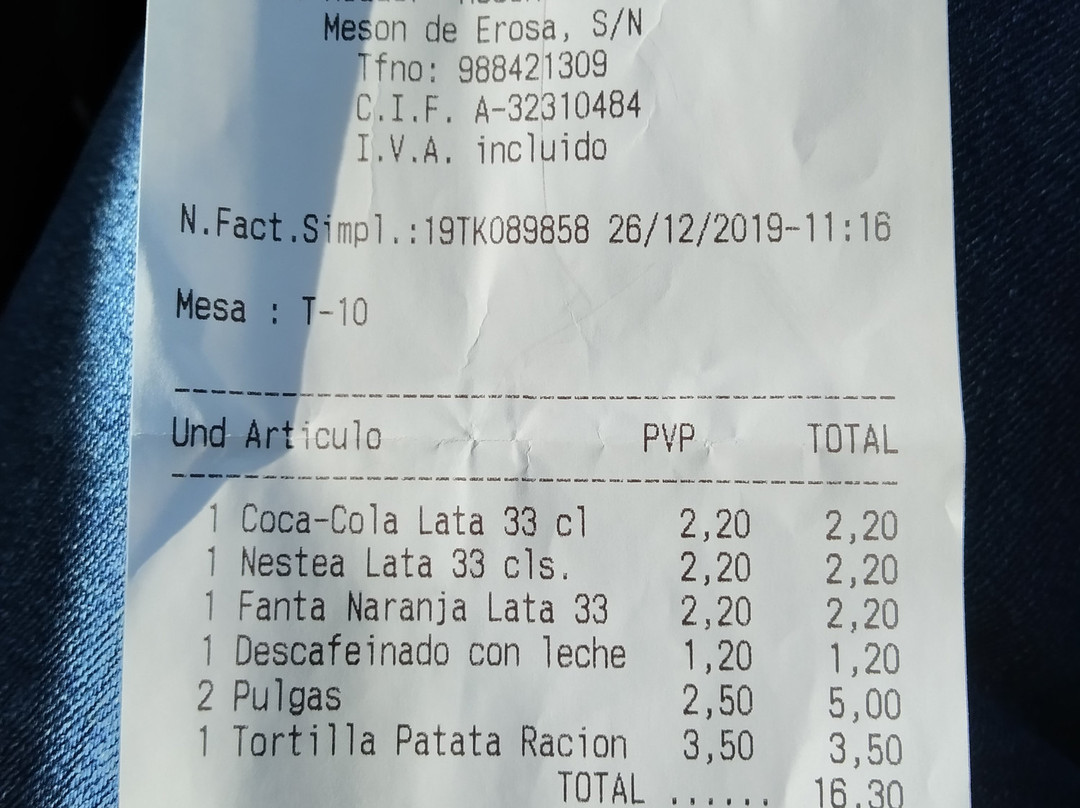 Meson de Erosa, S/N
Tfno: 988421309
C.I.F. A-32310484
I.V.A. incluido
N.Fact.Simpl.:19TK089858 26/12/2019-11:16
Mesa : T-10
Und Articulo PVP TOTAL
1 Coca-Cola Lata 33 cl 2,20 2,20
1 Nestea Lata 33 cls. 2,20 2,20
1 Fanta Naranja Lata 33 2,20 2,20
1 Descafeinado con leche 1,20 1,20
2 Pulgas 2,50 5,00
1 Tortilla Patata Racion 3,50 3,50
TOTAL ...... 16,30